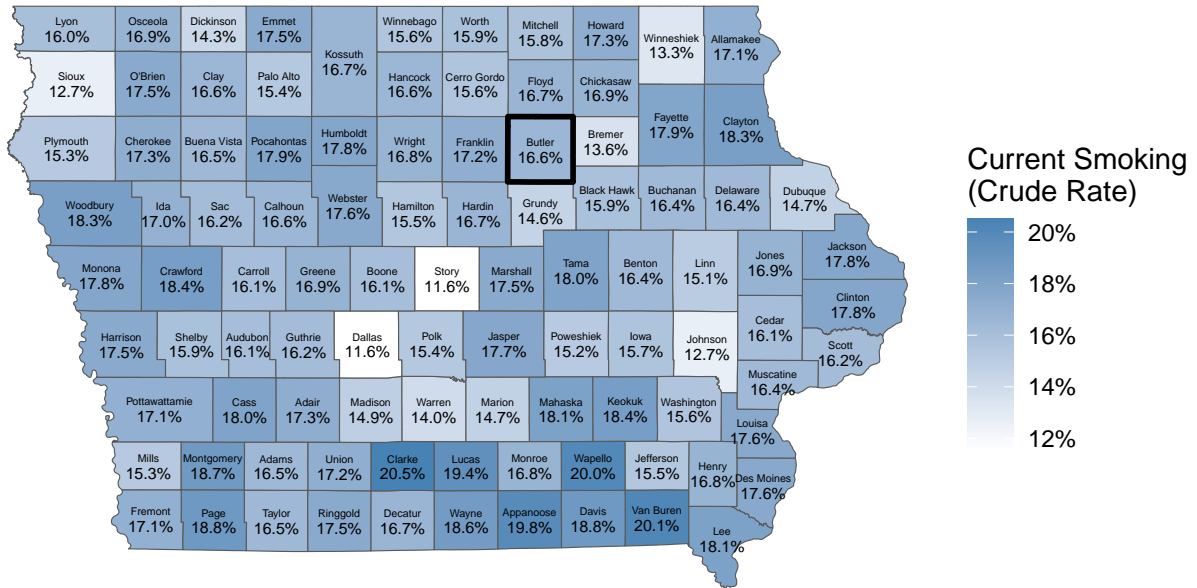 Lyon
16.0%
Osceola
16.9%
Dickinson
14.3%
Emmet
17.5%
Winnebago
15.6%
Worth
15.9%
Mitchell
15.8%
Howard
17.3%
Winneshiek
13.3%
Allamakee
17.1%
Kossuth
16.7%
Sioux
12.7%
O'Brien
17.5%
Clay
16.6%
Palo Alto
15.4%
Hancock
16.6%
Cerro Gordo
15.6%
Floyd
16.7%
Chickasaw
16.9%
Fayette
17.9%
Clayton
18.3%
Plymouth
15.3%
Cherokee
17.3%
Buena Vista
16.5%
Pocahontas
17.9%
Humboldt
17.8%
Wright
16.8%
Franklin
17.2%
Butler
16.6%
Bremer
13.6%
Woodbury
18.3%
Ida
17.0%
Sac
16.2%
Calhoun
16.6%
Webster
17.6%
Hamilton
15.5%
Hardin
16.7%
Grundy
14.6%
Black Hawk
15.9%
Buchanan
16.4%
Delaware
16.4%
Dubuque
14.7%
Monona
17.8%
Crawford
18.4%
Carroll
16.1%
Greene
16.9%
Boone
16.1%
Story
11.6%
Marshall
17.5%
Tama
18.0%
Benton
16.4%
Linn
15.1%
Jones
16.9%
Jackson
17.8%
Clinton
17.8%
Harrison
17.5%
Shelby
15.9%
Audubon
16.1%
Guthrie
16.2%
Dallas
11.6%
Polk
15.4%
Jasper
17.7%
Poweshiek
15.2%
Iowa
15.7%
Johnson
12.7%
Cedar
16.1%
Scott
16.2%
Muscatine
16.4%
Pottawattamie
17.1%
Cass
18.0%
Adair
17.3%
Madison
14.9%
Warren
14.0%
Marion
14.7%
Mahaska
18.1%
Keokuk
18.4%
Washington
15.6%
Louisa
17.6%
Mills
15.3%
Montgomery
18.7%
Adams
16.5%
Union
17.2%
Clarke
20.5%
Lucas
19.4%
Monroe
16.8%
Wapello
20.0%
Jefferson
15.5%
Henry
16.8%
Des Moines
17.6%
Fremont
17.1%
Page
18.8%
Taylor
16.5%
Ringgold
17.5%
Decatur
16.7%
Wayne
18.6%
Appanoose
19.8%
Davis
18.8%
Van Buren
20.1%
Lee
18.1%
Current Smoking
(Crude Rate)
20%
18%
16%
14%
12%